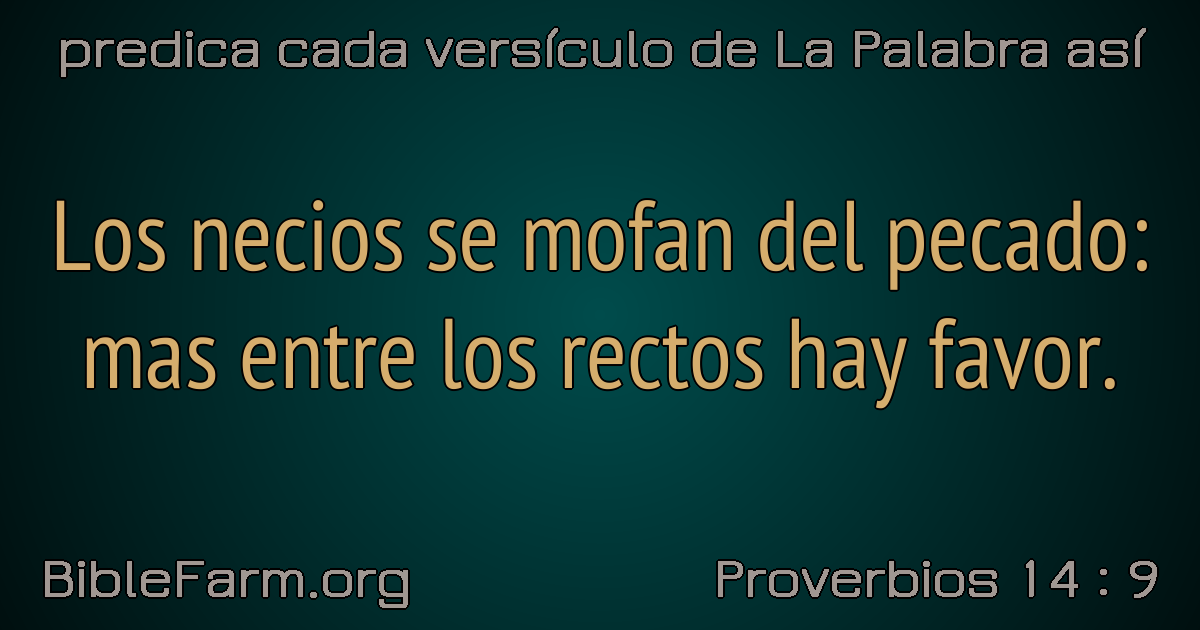 predica cada versículo de La Palabra así
Los necios se mofan del pecado:
mas entre los rectos hay favor.
BibleFarm.org
Proverbios 14 : 9